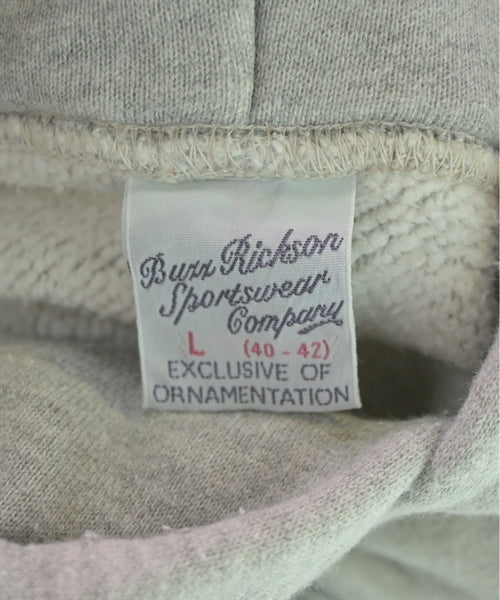 Buzz Rickson
Sportswear
Company
L (40 - 42)
EXCLUSIVE OF
ORNAMENTATION